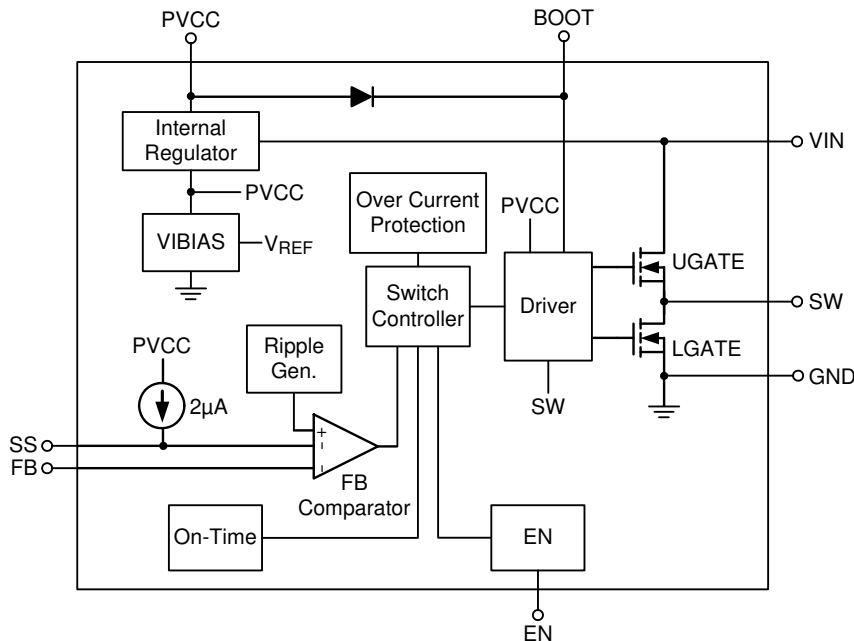 PVCC
BOOT
Internal
Regulator
VIN
PVCC
Over Current
Protection
PVCC
VIBIAS
VREF
UGATE
Switch
Controller
Driver
SW
Ripple
Gen.
LGATE
PVCC
GND
2µA
SW
SS
+
-
FB
-
FB
Comparator
On-Time
EN
EN